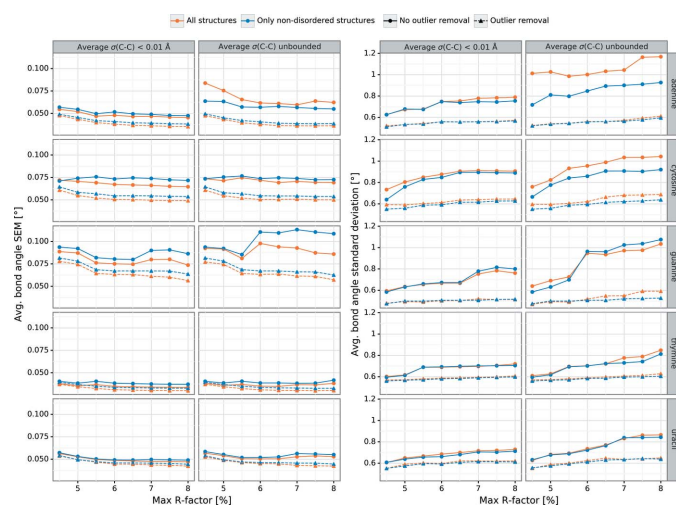 All structures Only non-disordered structures No outlier removal Outlier removal
Average σ(C-C) < 0.01 Å Average σ(C-C) unbounded Average σ(C-C) < 0.01 Å Average σ(C-C) unbounded
0.100
0.075
0.050
0.100
0.075
0.050
0.100
0.075
0.050
0.100
0.075
0.050
0.100
0.075
0.050
Avg. bond angle SEM [°]
5 6 7 8 5 6 7 8
Max R-factor [%]
1.2
1
0.8
0.6
1.2
1
0.8
0.6
1.2
1
0.8
0.6
1.2
1
0.8
0.6
1.2
1
0.8
0.6
Avg. bond angle standard deviation [°]
adenine
cytosine
guanine
thymine
uracil
5 6 7 8 5 6 7 8
Max R-factor [%]